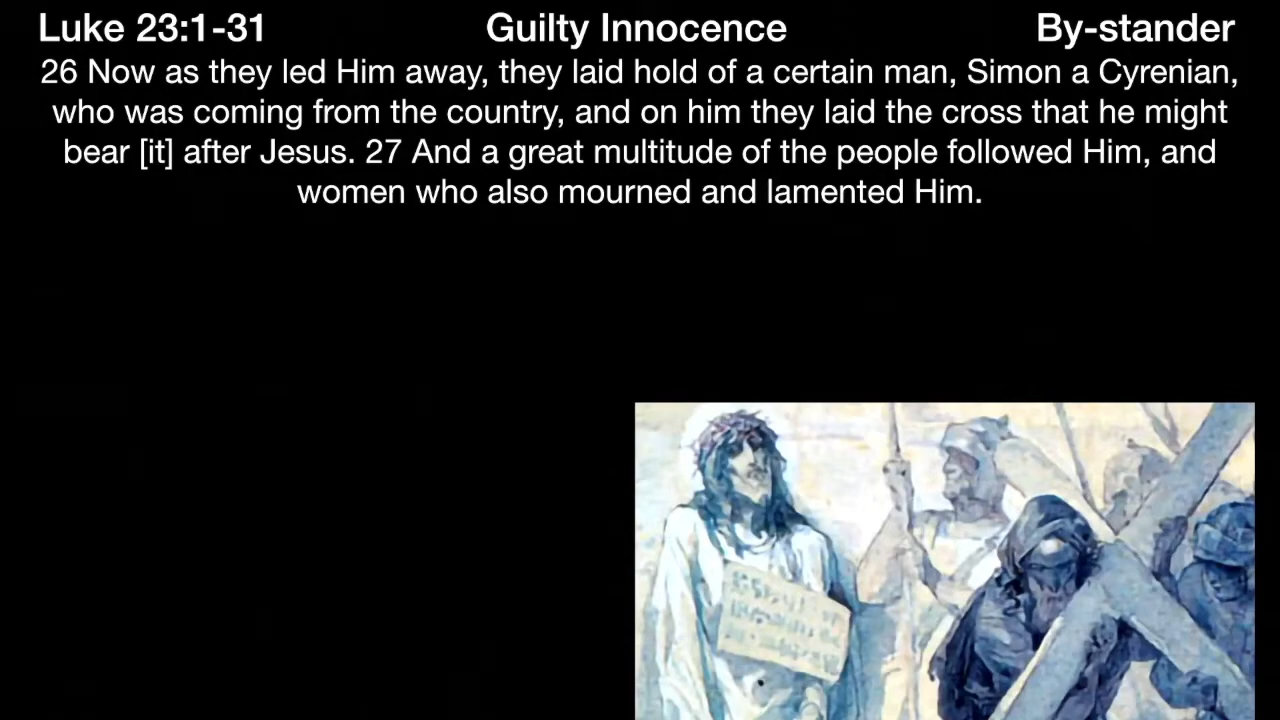 Luke 23:1-31 Guilty Innocence By-stander
26 Now as they led Him away, they laid hold of a certain man, Simon a Cyrenian,
who was coming from the country, and on him they laid the cross that he might
bear [it] after Jesus. 27 And a great multitude of the people followed Him, and
women who also mourned and lamented Him.